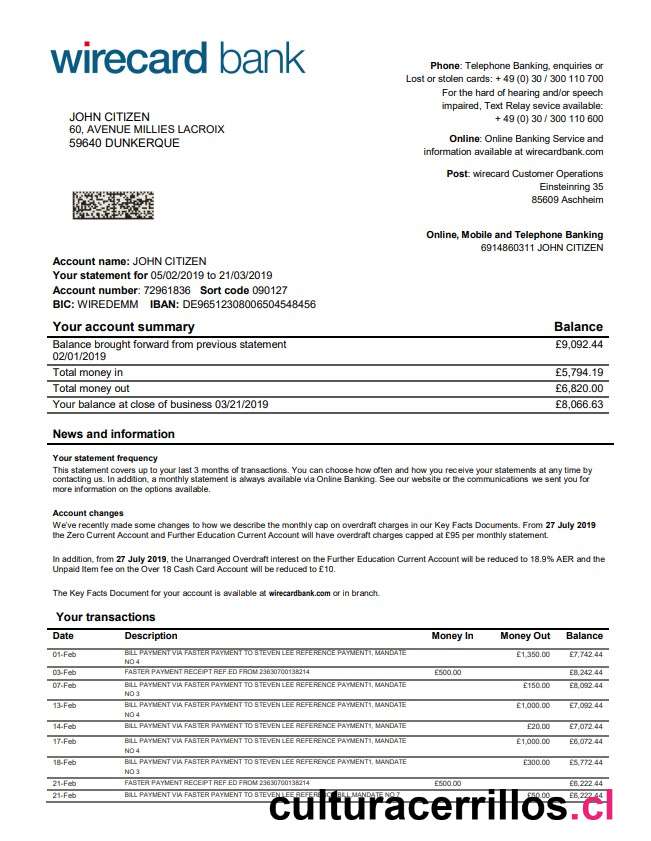 wirecard bank
Phone: Telephone Banking, enquiries or
Lost or stolen cards: + 49 (0) 30 / 300 110 700
For the hard of hearing and/or speech
impaired, Text Relay sevice available:
+ 49 (0) 30 / 300 110 600
Online: Online Banking Service and
information available at wirecardbank.com
Post: wirecard Customer Operations
Einsteinring 35
85609 Aschheim
JOHN CITIZEN
60, AVENUE MILLIES LACROIX
59640 DUNKERQUE
Online, Mobile and Telephone Banking
6914860311 JOHN CITIZEN
Account name: JOHN CITIZEN
Your statement for 05/02/2019 to 21/03/2019
Account number: 72961836 Sort code 090127
BIC: WIREDEMM IBAN: DE96512308006504548456
Your account summary Balance
Balance brought forward from previous statement £9,092.44
02/01/2019
Total money in £5,794.19
Total money out £6,820.00
Your balance at close of business 03/21/2019 £8,066.63
News and information
Your statement frequency
This statement covers up to your last 3 months of transactions. You can choose how often and how you receive your statements at any time by
contacting us. In addition, a monthly statement is always available via Online Banking. See our website or the communications we sent you for
more information on the options available.
Account changes
We've recently made some changes to how we describe the monthly cap on overdraft charges in our Key Facts Documents. From 27 July 2019
the Zero Current Account and Further Education Current Account will have overdraft charges capped at £95 per monthly statement.
In addition, from 27 July 2019, the Unarranged Overdraft interest on the Further Education Current Account will be reduced to 18.9% AER and the
Unpaid Item fee on the Over 18 Cash Card Account will be reduced to £10.
The Key Facts Document for your account is available at wirecardbank.com or in branch.
Your transactions
Date Description Money In Money Out Balance
01-Feb BILL PAYMENT VIA FASTER PAYMENT TO STEVEN LEE REFERENCE PAYMENT1, MANDATE £1,350.00 £7,742.44
NO 4
03-Feb FASTER PAYMENT RECEIPT REF.ED FROM 23630700138214 £500.00 £8,242.44
07-Feb BILL PAYMENT VIA FASTER PAYMENT TO STEVEN LEE REFERENCE PAYMENT1, MANDATE £150.00 £8,092.44
NO 3
13-Feb BILL PAYMENT VIA FASTER PAYMENT TO STEVEN LEE REFERENCE PAYMENT1, MANDATE £1,000.00 £7,092.44
NO 4
14-Feb BILL PAYMENT VIA FASTER PAYMENT TO STEVEN LEE REFERENCE PAYMENT1, MANDATE £20.00 £7,072.44
17-Feb BILL PAYMENT VIA FASTER PAYMENT TO STEVEN LEE REFERENCE PAYMENT1, MANDATE £1,000.00 £6,072.44
NO 4
18-Feb BILL PAYMENT VIA FASTER PAYMENT TO STEVEN LEE REFERENCE PAYMENT1, MANDATE £300.00 £5,772.44
NO 3
21-Feb FASTER PAYMENT RECEIPT REF.ED FROM 23630700138214 £500.00 £6,222.44
21-Feb BILL PAYMENT VIA FASTER PAYMENT TO STEVEN LEE REFERENCE BILL,MANDATE NO 7 £50.00 £6,222.44
culturacerrillos.cl